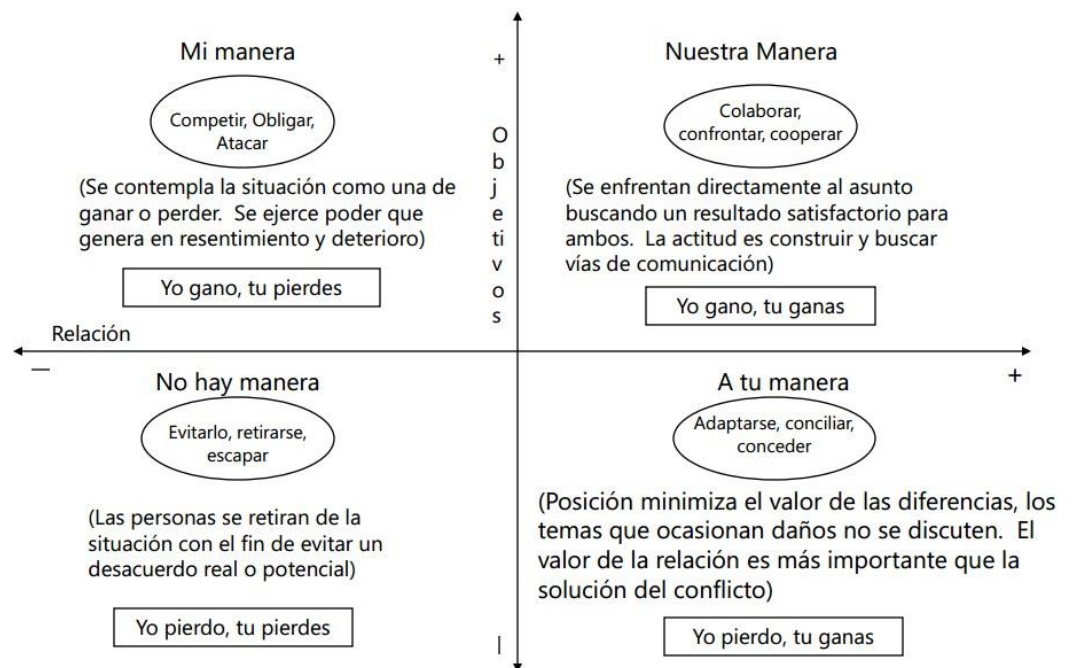 Mi manera
Competir, Obligar,
Atacar
(Se contempla la situación como una de
ganar o perder. Se ejerce poder que
genera en resentimiento y deterioro)
Yo gano, tu pierdes
+
O
b
j
e
ti
v
o
s
Nuestra Manera
Colaborar,
confrontar, cooperar
(Se enfrentan directamente al asunto
buscando un resultado satisfactorio para
ambos. La actitud es construir y buscar
vías de comunicación)
Yo gano, tu ganas
Relación
—
+
No hay manera
Evitarlo, retirarse,
escapar
(Las personas se retiran de la
situación con el fin de evitar un
desacuerdo real o potencial)
Yo pierdo, tu pierdes
|
A tu manera
Adaptarse, conciliar,
conceder
(Posición minimiza el valor de las diferencias, los
temas que ocasionan daños no se discuten. El
valor de la relación es más importante que la
solución del conflicto)
Yo pierdo, tu ganas